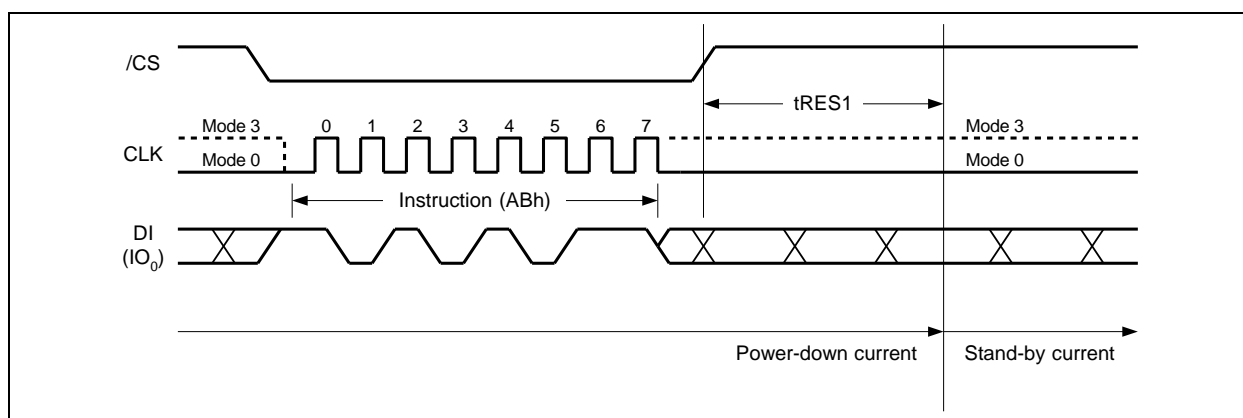 /CS
tRES1
0 1 2 3 4 5 6 7
Mode 3
Mode 3
CLK
Mode 0
Mode 0
Instruction (ABh)
DI
(IO₀)
Power-down current
Stand-by current